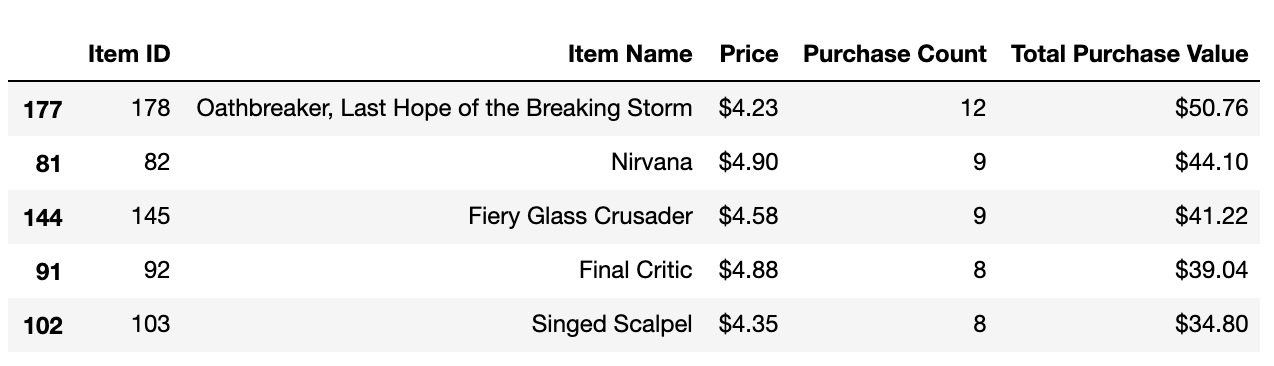 Item ID Item Name Price Purchase Count Total Purchase Value
177 178 Oathbreaker, Last Hope of the Breaking Storm $4.23 12 $50.76
81 82 Nirvana $4.90 9 $44.10
144 145 Fiery Glass Crusader $4.58 9 $41.22
91 92 Final Critic $4.88 8 $39.04
102 103 Singed Scalpel $4.35 8 $34.80